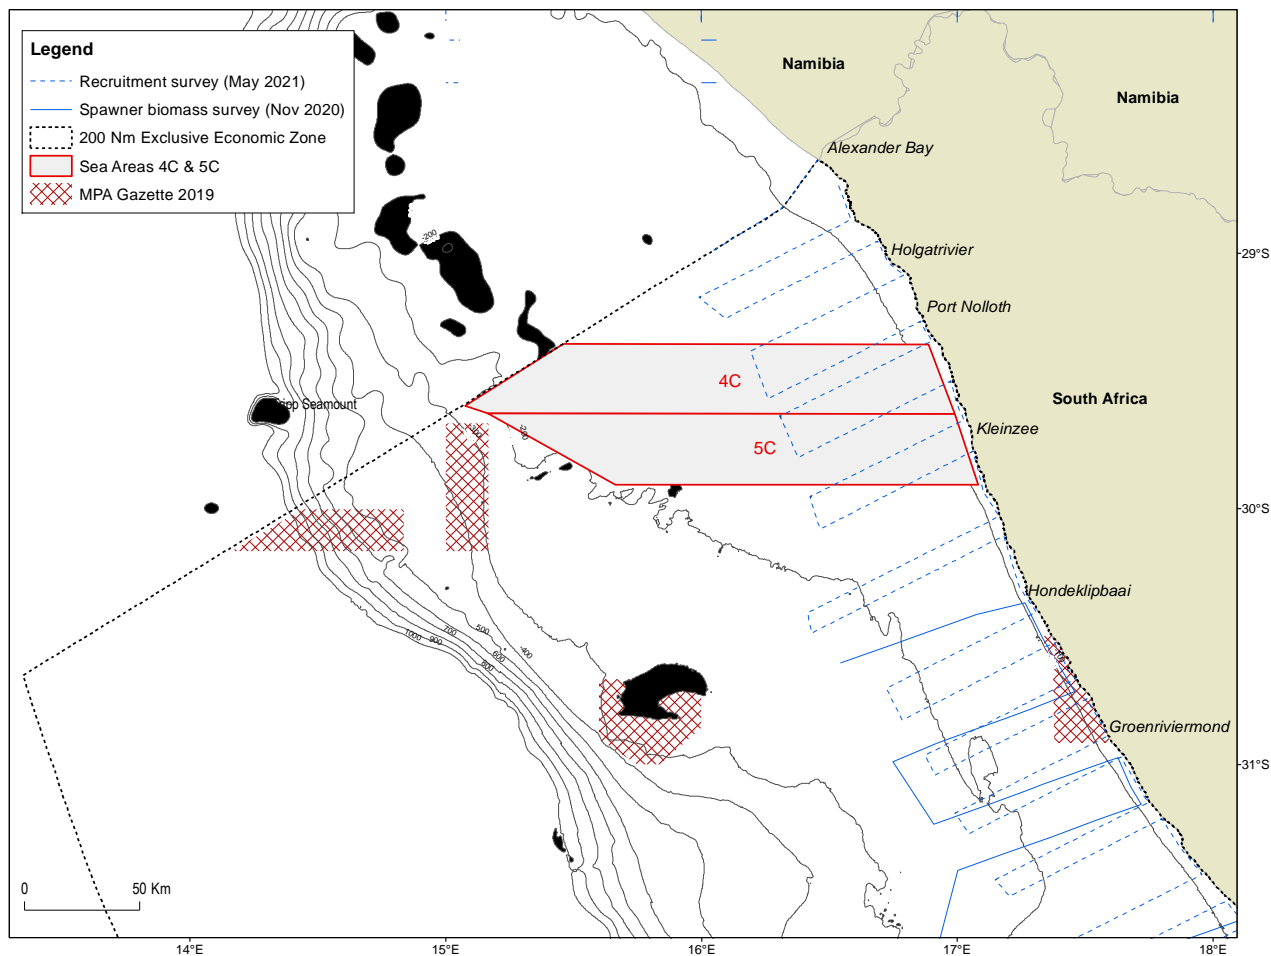 Legend
Recruitment survey (May 2021)
Spawner biomass survey (Nov 2020)
200 Nm Exclusive Economic Zone
Sea Areas 4C & 5C
MPA Gazette 2019
Namibia
Namibia
Alexander Bay
-200
Holgatrivier
29°S
Port Nolloth
4C
South Africa
Seamount
Kleinzee
-200
5C
30°S
Hondeklipbaai
500
700
900
1000
-400
600
800
Groenriviermond
31°S
0
50 Km
14°E
15°E
16°E
17°E
18°E